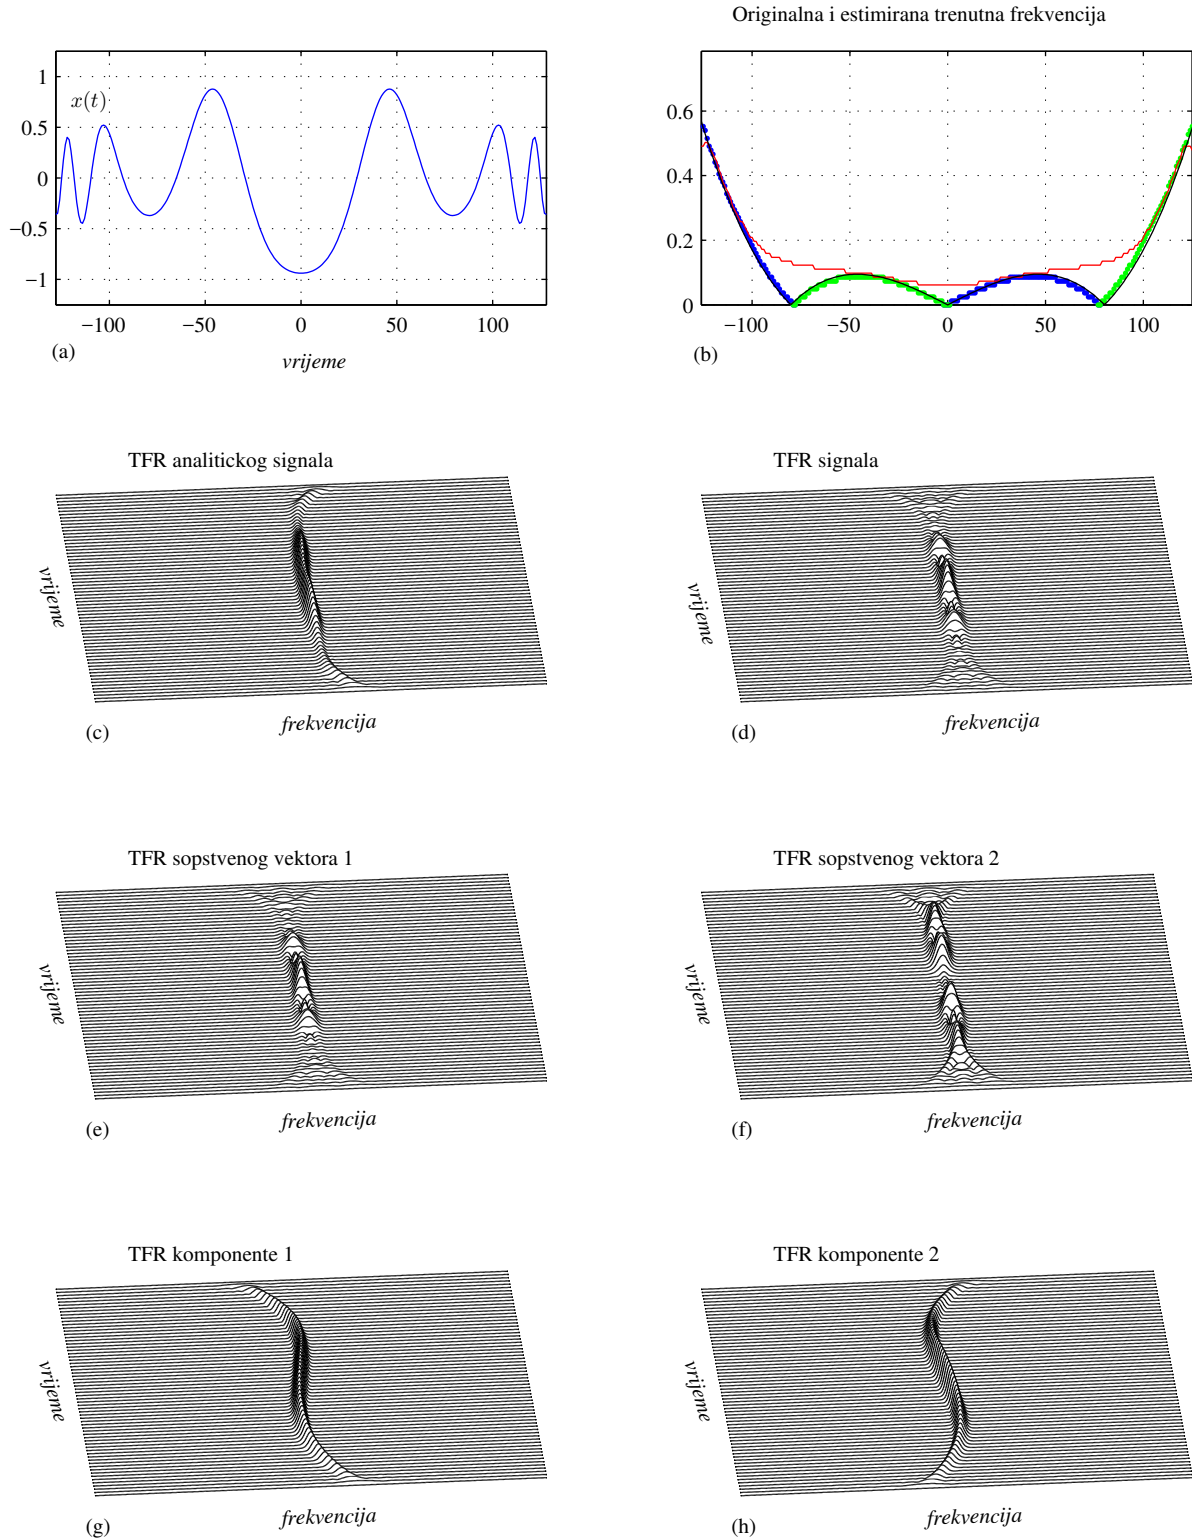 Originalna i estimirana trenutna frekvencija
x(t)
1
0.5
0
−0.5
−1
−100 −50 0 50 100
(a)
vrijeme
0.6
0.4
0.2
0
−100 −50 0 50 100
(b)
TFR analitickog signala
vrijeme
frekvencija
(c)
TFR signala
vrijeme
frekvencija
(d)
TFR sopstvenog vektora 1
vrijeme
frekvencija
(e)
TFR sopstvenog vektora 2
vrijeme
frekvencija
(f)
TFR komponente 1
vrijeme
frekvencija
(g)
TFR komponente 2
vrijeme
frekvencija
(h)